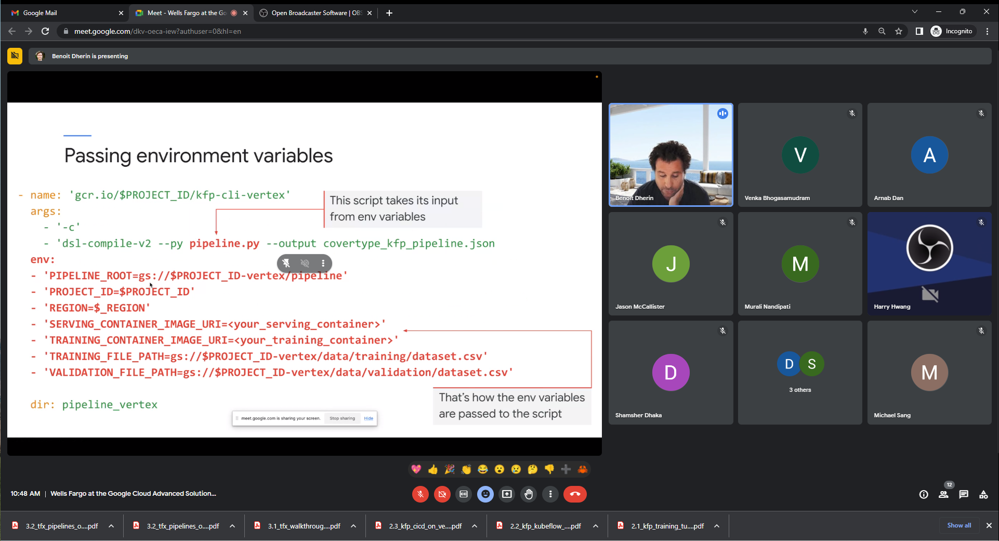 Google Mail
Meet - Wells Fargo at the Go
Open Broadcaster Software | OBS
meet.google.com/dkv-oeca-iew?authuser=0&hl=en
Incognito
Benoit Dherin is presenting
Passing environment variables
- name: 'gcr.io/$PROJECT_ID/kfp-cli-vertex'
args:
- '-c'
- 'dsl-compile-v2 --py pipeline.py --output covertype_kfp_pipeline.json
env:
- 'PIPELINE_ROOT=gs://$PROJECT_ID-vertex/pipeline'
- 'PROJECT_ID=$PROJECT_ID'
- 'REGION=$_REGION'
- 'SERVING_CONTAINER_IMAGE_URI=<your_serving_container>'
- 'TRAINING_CONTAINER_IMAGE_URI=<your_training_container>'
- 'TRAINING_FILE_PATH=gs://$PROJECT_ID-vertex/data/training/dataset.csv'
- 'VALIDATION_FILE_PATH=gs://$PROJECT_ID-vertex/data/validation/dataset.csv'
dir: pipeline_vertex
This script takes its input
from env variables
That's how the env variables
are passed to the script
meet.google.com is sharing your screen. Stop sharing Hide
Benoit Dherin
V
Venka Bhogasamudram
A
Arnab Dan
J
Jason McCallister
M
Murali Nandipati
Harry Hwang
D
Shamsher Dhaka
D S
3 others
M
Michael Sang
10:48 AM | Wells Fargo at the Google Cloud Advanced Solution...
12
3.2_tfx_pipelines_o....pdf
3.2_tfx_pipelines_o....pdf
3.1_tfx_walkthroug....pdf
2.3_kfp_cicd_on_ve....pdf
2.2_kfp_kubeflow_....pdf
2.1_kfp_training_tu....pdf
Show all